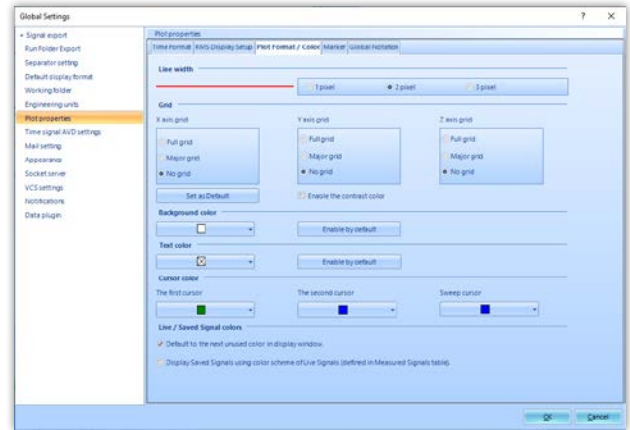 Global Settings
Signal export
Run Folder Export
Separator setting
Default display format
Working folder
Engineering units
Plot properties
Time signal AVD settings
Mail setting
Appearance
Socket server
VCS settings
Notifications
Data plugin
Plot properties
Time Format RMS Display Setup Plot Format / Color Marker Global Notation
Line width
1 pixel 2 pixel 3 pixel
Grid
X axis grid Y axis grid Z axis grid
Full grid Full grid Full grid
Major grid Major grid Major grid
No grid No grid No grid
Set as Default Enable the contrast color
Background color
Enable by default
Text color
Enable by default
Cursor color
The first cursor The second cursor Sweep cursor
Live / Saved Signal colors
Default to the next unused color in display window.
Display Saved Signals using color scheme of Live Signals (defined in Measured Signals table).
OK Cancel